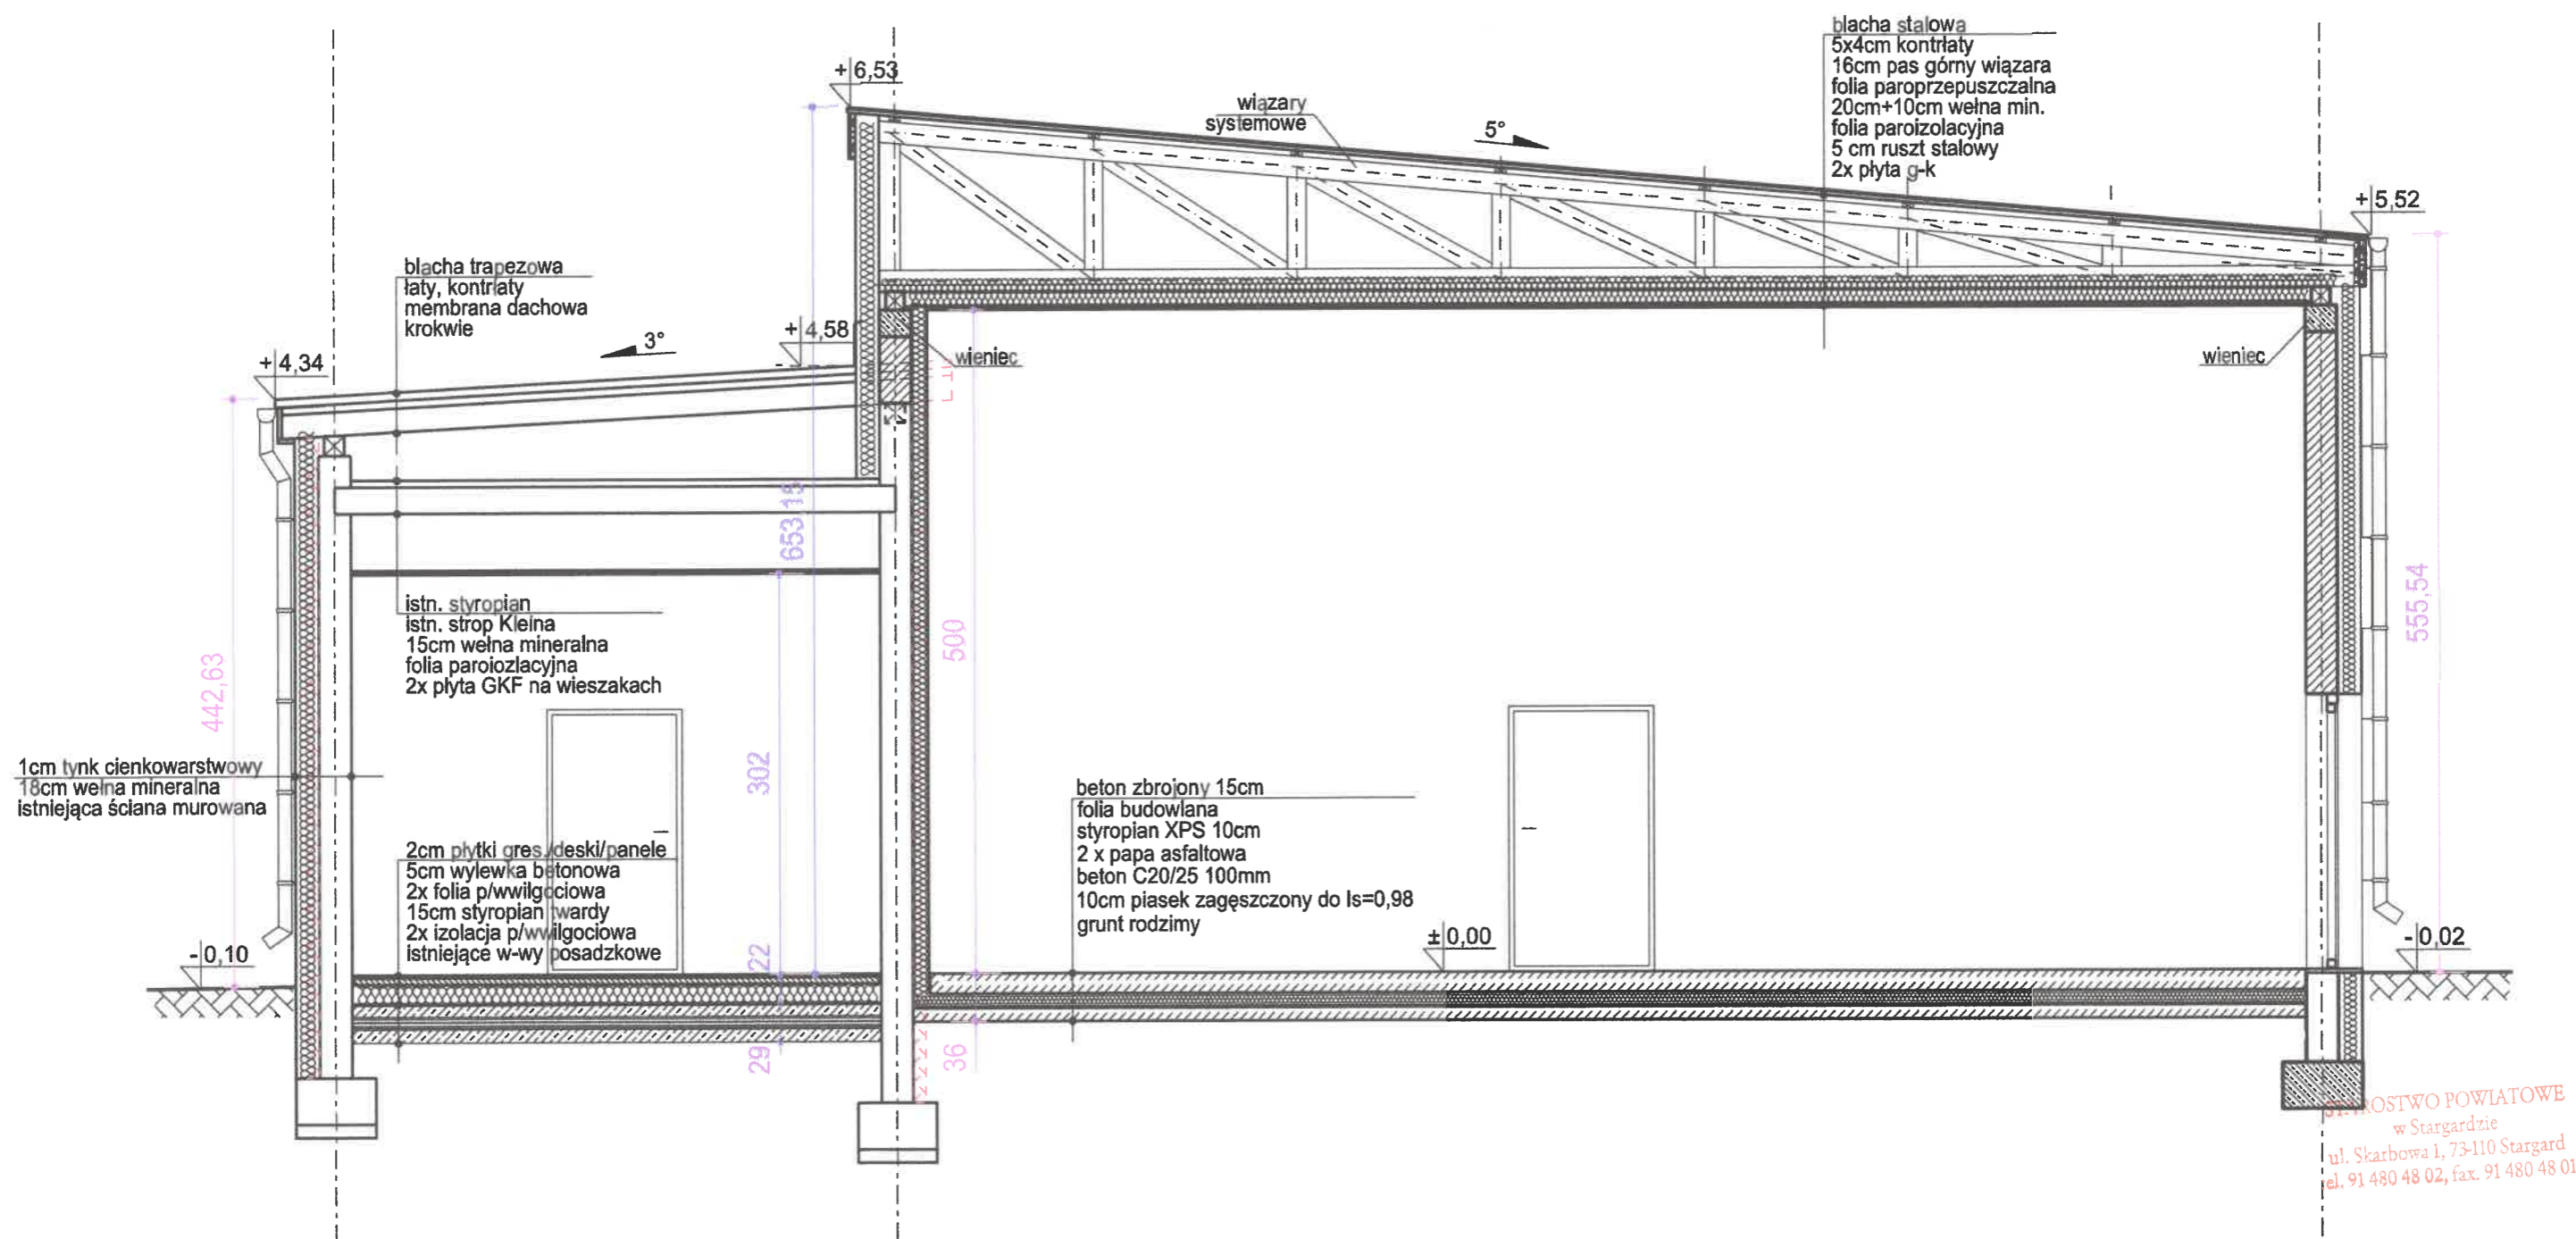 blacha stalowa
5x4cm kontrłaty
16cm pas górny wiązara
folia paroprzepuszczalna
20cm+10cm wełna min.
folia paroizolacyjna
5 cm ruszt stalowy
2x płyta g-k
+6,53
wiązary
systemowe
5°
+5,52
blacha trapezowa
łaty, kontrłaty
membrana dachowa
krokwie
3°
+4,58
+4,34
wieniec
wieniec
653,15
istn. styropian
istn. strop Kleina
15cm wełna mineralna
folia paroiozlacyjna
2x płyta GKF na wieszakach
500
555,54
442,63
302
1cm tynk cienkowarstwowy
18cm wełna mineralna
istniejąca ściana murowana
beton zbrojony 15cm
folia budowlana
styropian XPS 10cm
2 x papa asfaltowa
beton C20/25 100mm
10cm piasek zagęszczony do Is=0,98
grunt rodzimy
2cm płytki gres/deski/panele
5cm wylewka betonowa
2x folia p/wwilgociowa
15cm styropian twardy
2x izolacja p/wwilgociowa
istniejące w-wy posadzkowe
±0,00
-0,10
-0,02
22
29
36
STAROSTWO POWIATOWE
w Stargardzie
ul. Skarbowa 1, 73-110 Stargard
tel. 91 480 48 02, fax. 91 480 48 01